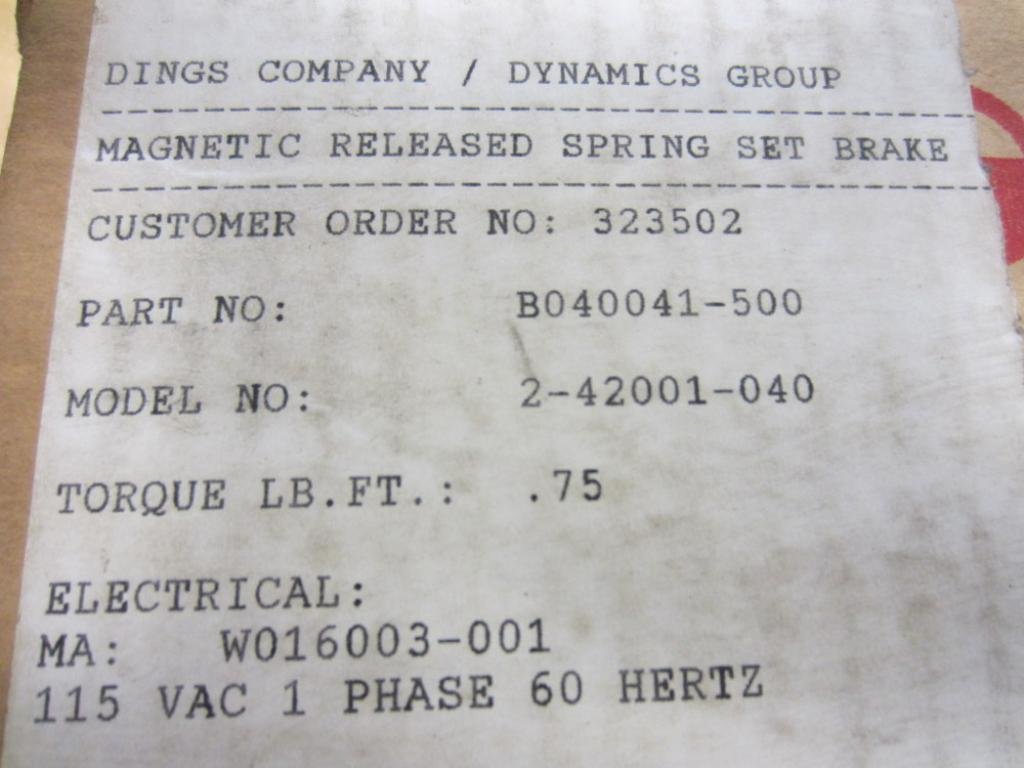 DINGS COMPANY / DYNAMICS GROUP
MAGNETIC RELEASED SPRING SET BRAKE
CUSTOMER ORDER NO: 323502
PART NO: B040041-500
MODEL NO: 2-42001-040
TORQUE LB.FT.: .75
ELECTRICAL:
MA: W016003-001
115 VAC 1 PHASE 60 HERTZ